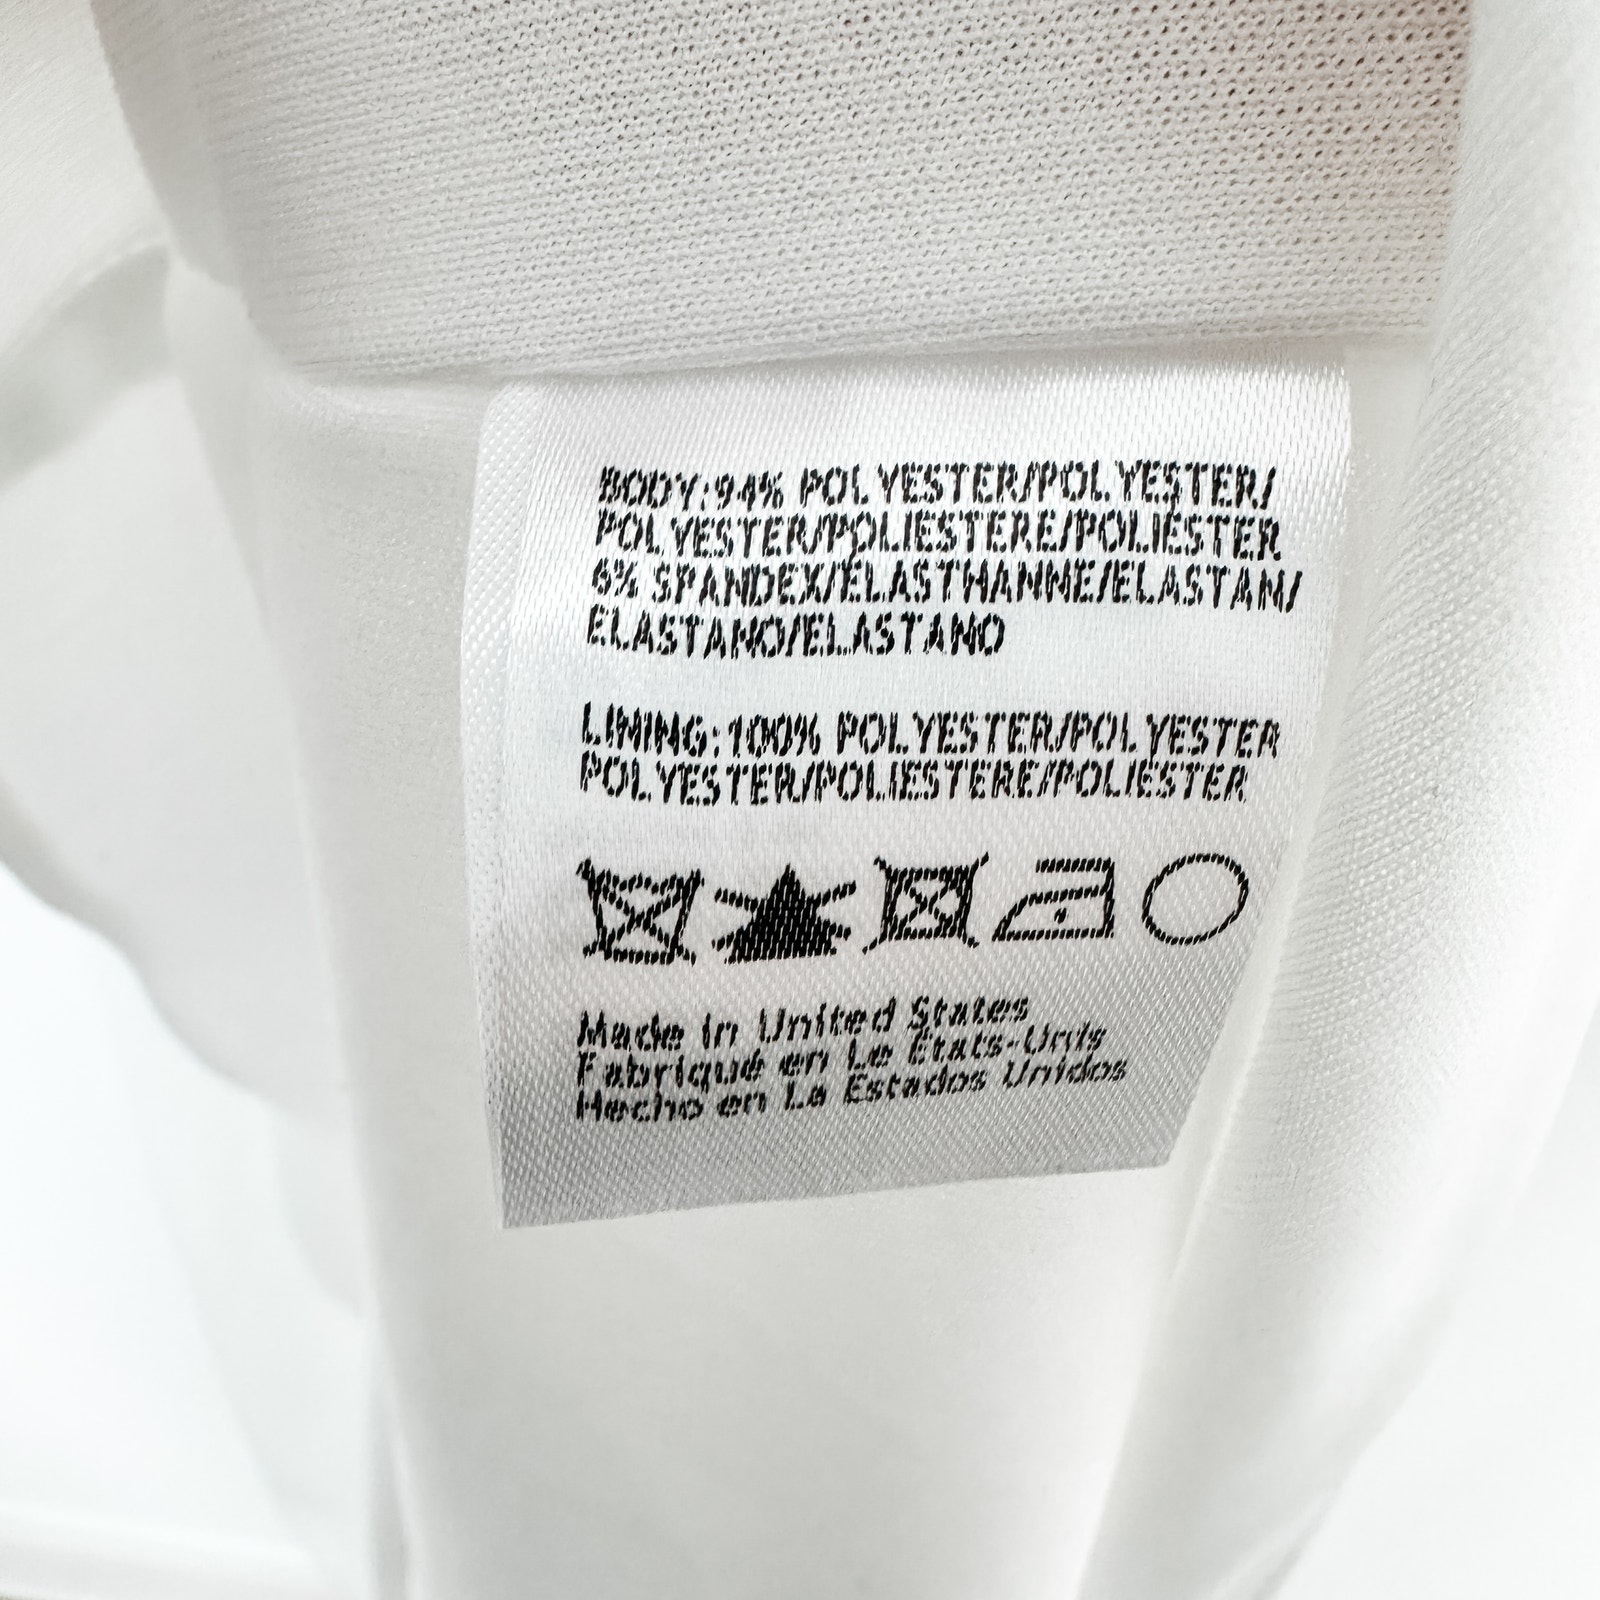 BODY:94% POLYESTER/POLYESTER/
POLYESTER/POLIESTERE/POLIÉSTER
6% SPANDEX/ÉLASTHANNE/ELASTAN/
ELASTANO/ELASTANO
LINING:100% POLYESTER/POLYESTER
POLYESTER/POLIESTERE/POLIÉSTER
Made in United States
Fabriqué en Le États-Unis
Hecho en La Estados Unidos